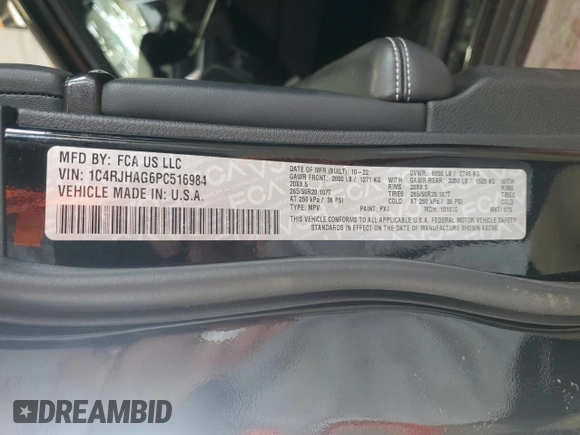 MFD BY: FCA US LLC
VIN: 1C4RJHAG6PC516984
VEHICLE MADE IN U.S.A.
DATE OF MFR (BUILT): 10-22
GAWR FRONT: 2800 LB / 1271 KG
20X8.5
265/50R20 107T
AT 250 kPa / 36 PSI
TYPE: MPV
PAINT: PXJ
GVWR: 6050 LB / 2745 KG
GAWR REAR: 3350 LB / 1520 KG
RIMS: 20X8.5
TIRES: 265/50R20 107T
COLD: AT 250 kPa / 36 PSI
RIMS
TIRES
COLD
THIS VEHICLE CONFORMS TO ALL APPLICABLE U.S.A. FEDERAL MOTOR VEHICLE SAFETY
STANDARDS IN EFFECT ON THE DATE OF MANUFACTURE SHOWN ABOVE.
DREAMBID